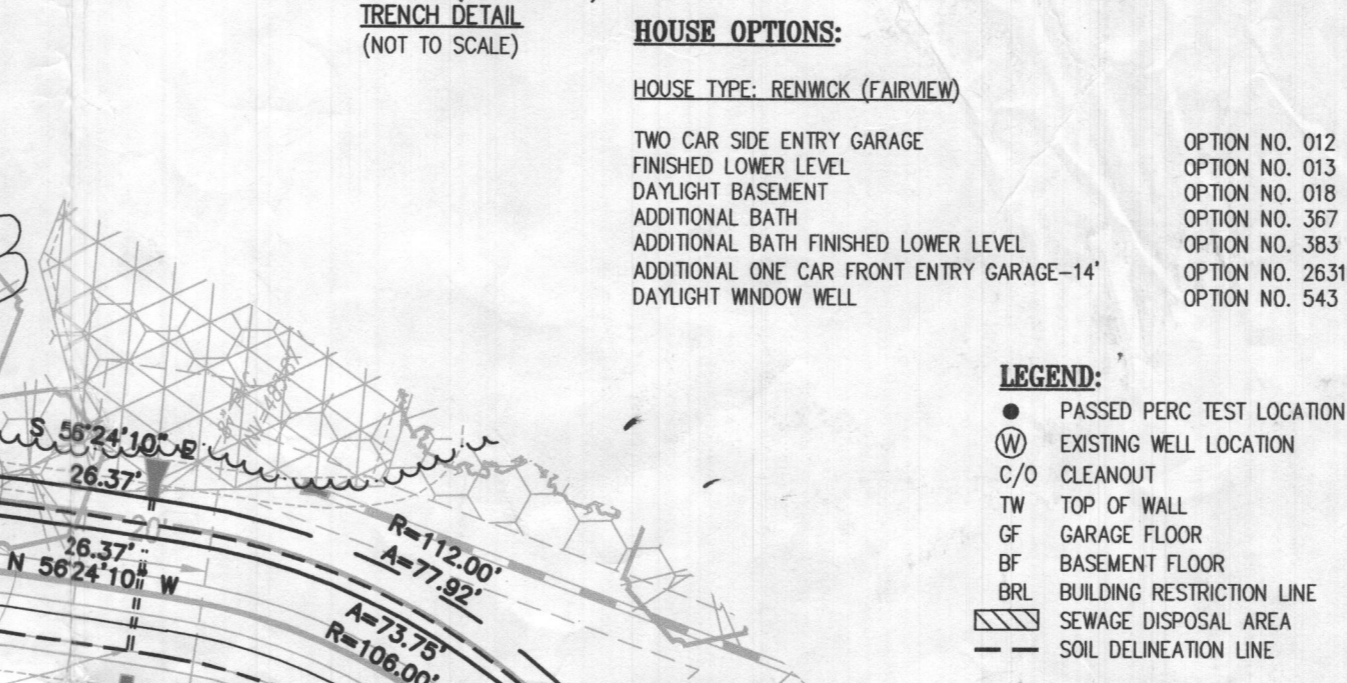 TRENCH DETAIL
(NOT TO SCALE)
HOUSE OPTIONS:
HOUSE TYPE: RENWICK (FAIRVIEW)
TWO CAR SIDE ENTRY GARAGE OPTION NO. 012
FINISHED LOWER LEVEL OPTION NO. 013
DAYLIGHT BASEMENT OPTION NO. 018
ADDITIONAL BATH OPTION NO. 367
ADDITIONAL BATH FINISHED LOWER LEVEL OPTION NO. 383
ADDITIONAL ONE CAR FRONT ENTRY GARAGE-14' OPTION NO. 2631
DAYLIGHT WINDOW WELL OPTION NO. 543
LEGEND:
PASSED PERC TEST LOCATION
W EXISTING WELL LOCATION
C/O CLEANOUT
TW TOP OF WALL
GF GARAGE FLOOR
BF BASEMENT FLOOR
BRL BUILDING RESTRICTION LINE
SEWAGE DISPOSAL AREA
SOIL DELINEATION LINE
S 56°24'10" E
26.37'
20'
26.37'
N 56°24'10" W
R=112.00'
A=77.92'
A=73.75'
R=106.00'